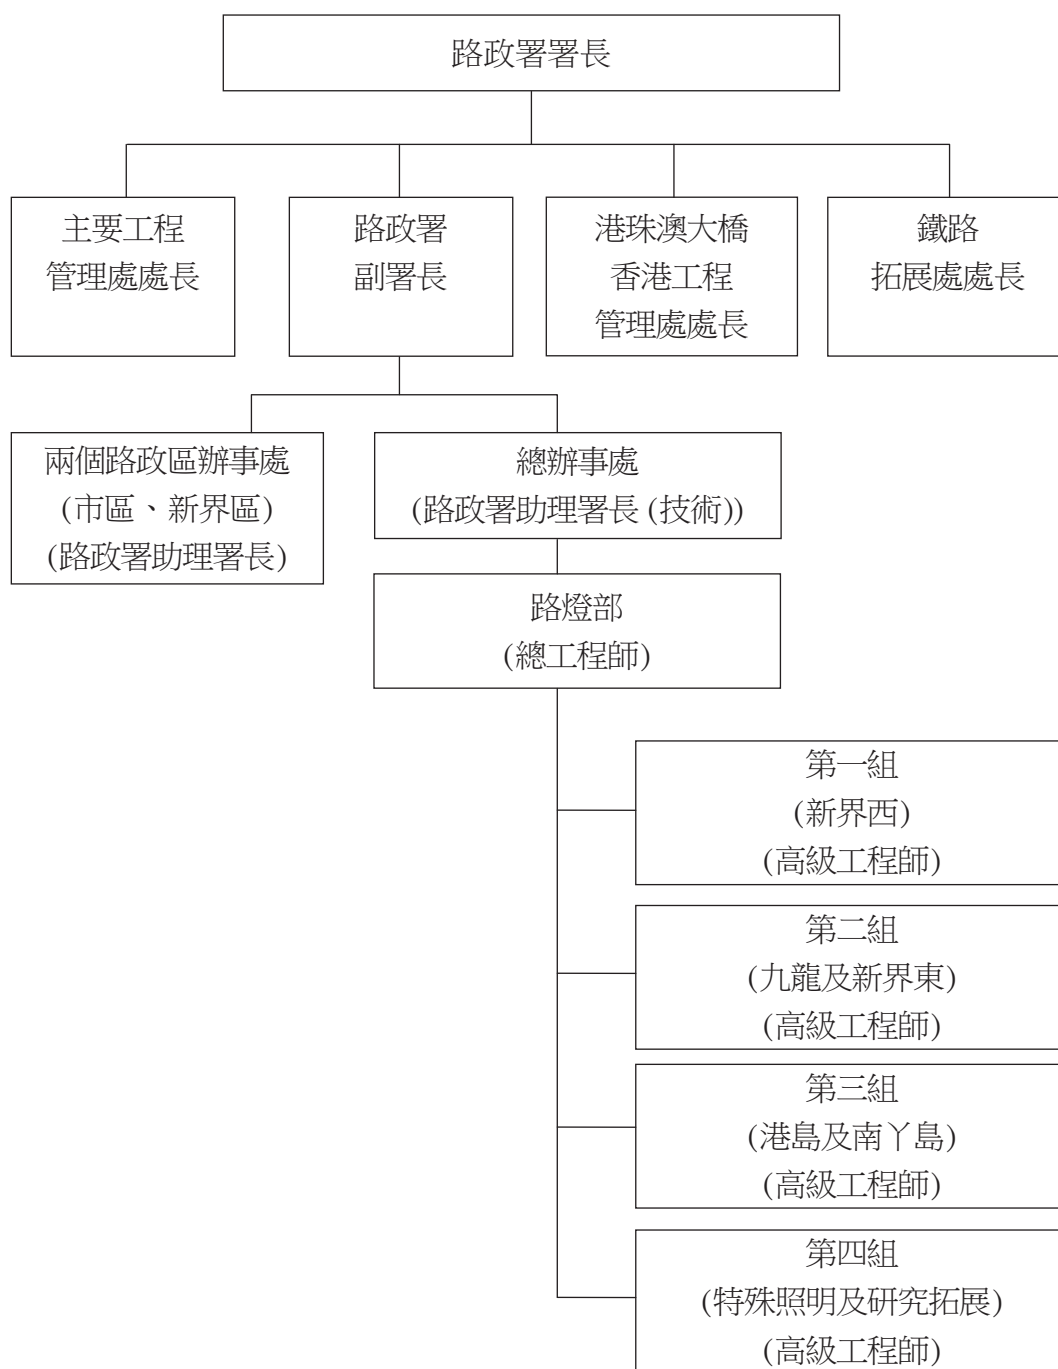 路政署署長
主要工程
管理處處長
路政署
副署長
港珠澳大橋
香港工程
管理處處長
鐵路
拓展處處長
兩個路政區辦事處
(市區、新界區)
(路政署助理署長)
總辦事處
(路政署助理署長 (技術))
路燈部
(總工程師)
第一組
(新界西)
(高級工程師)
第二組
(九龍及新界東)
(高級工程師)
第三組
(港島及南丫島)
(高級工程師)
第四組
(特殊照明及研究拓展)
(高級工程師)